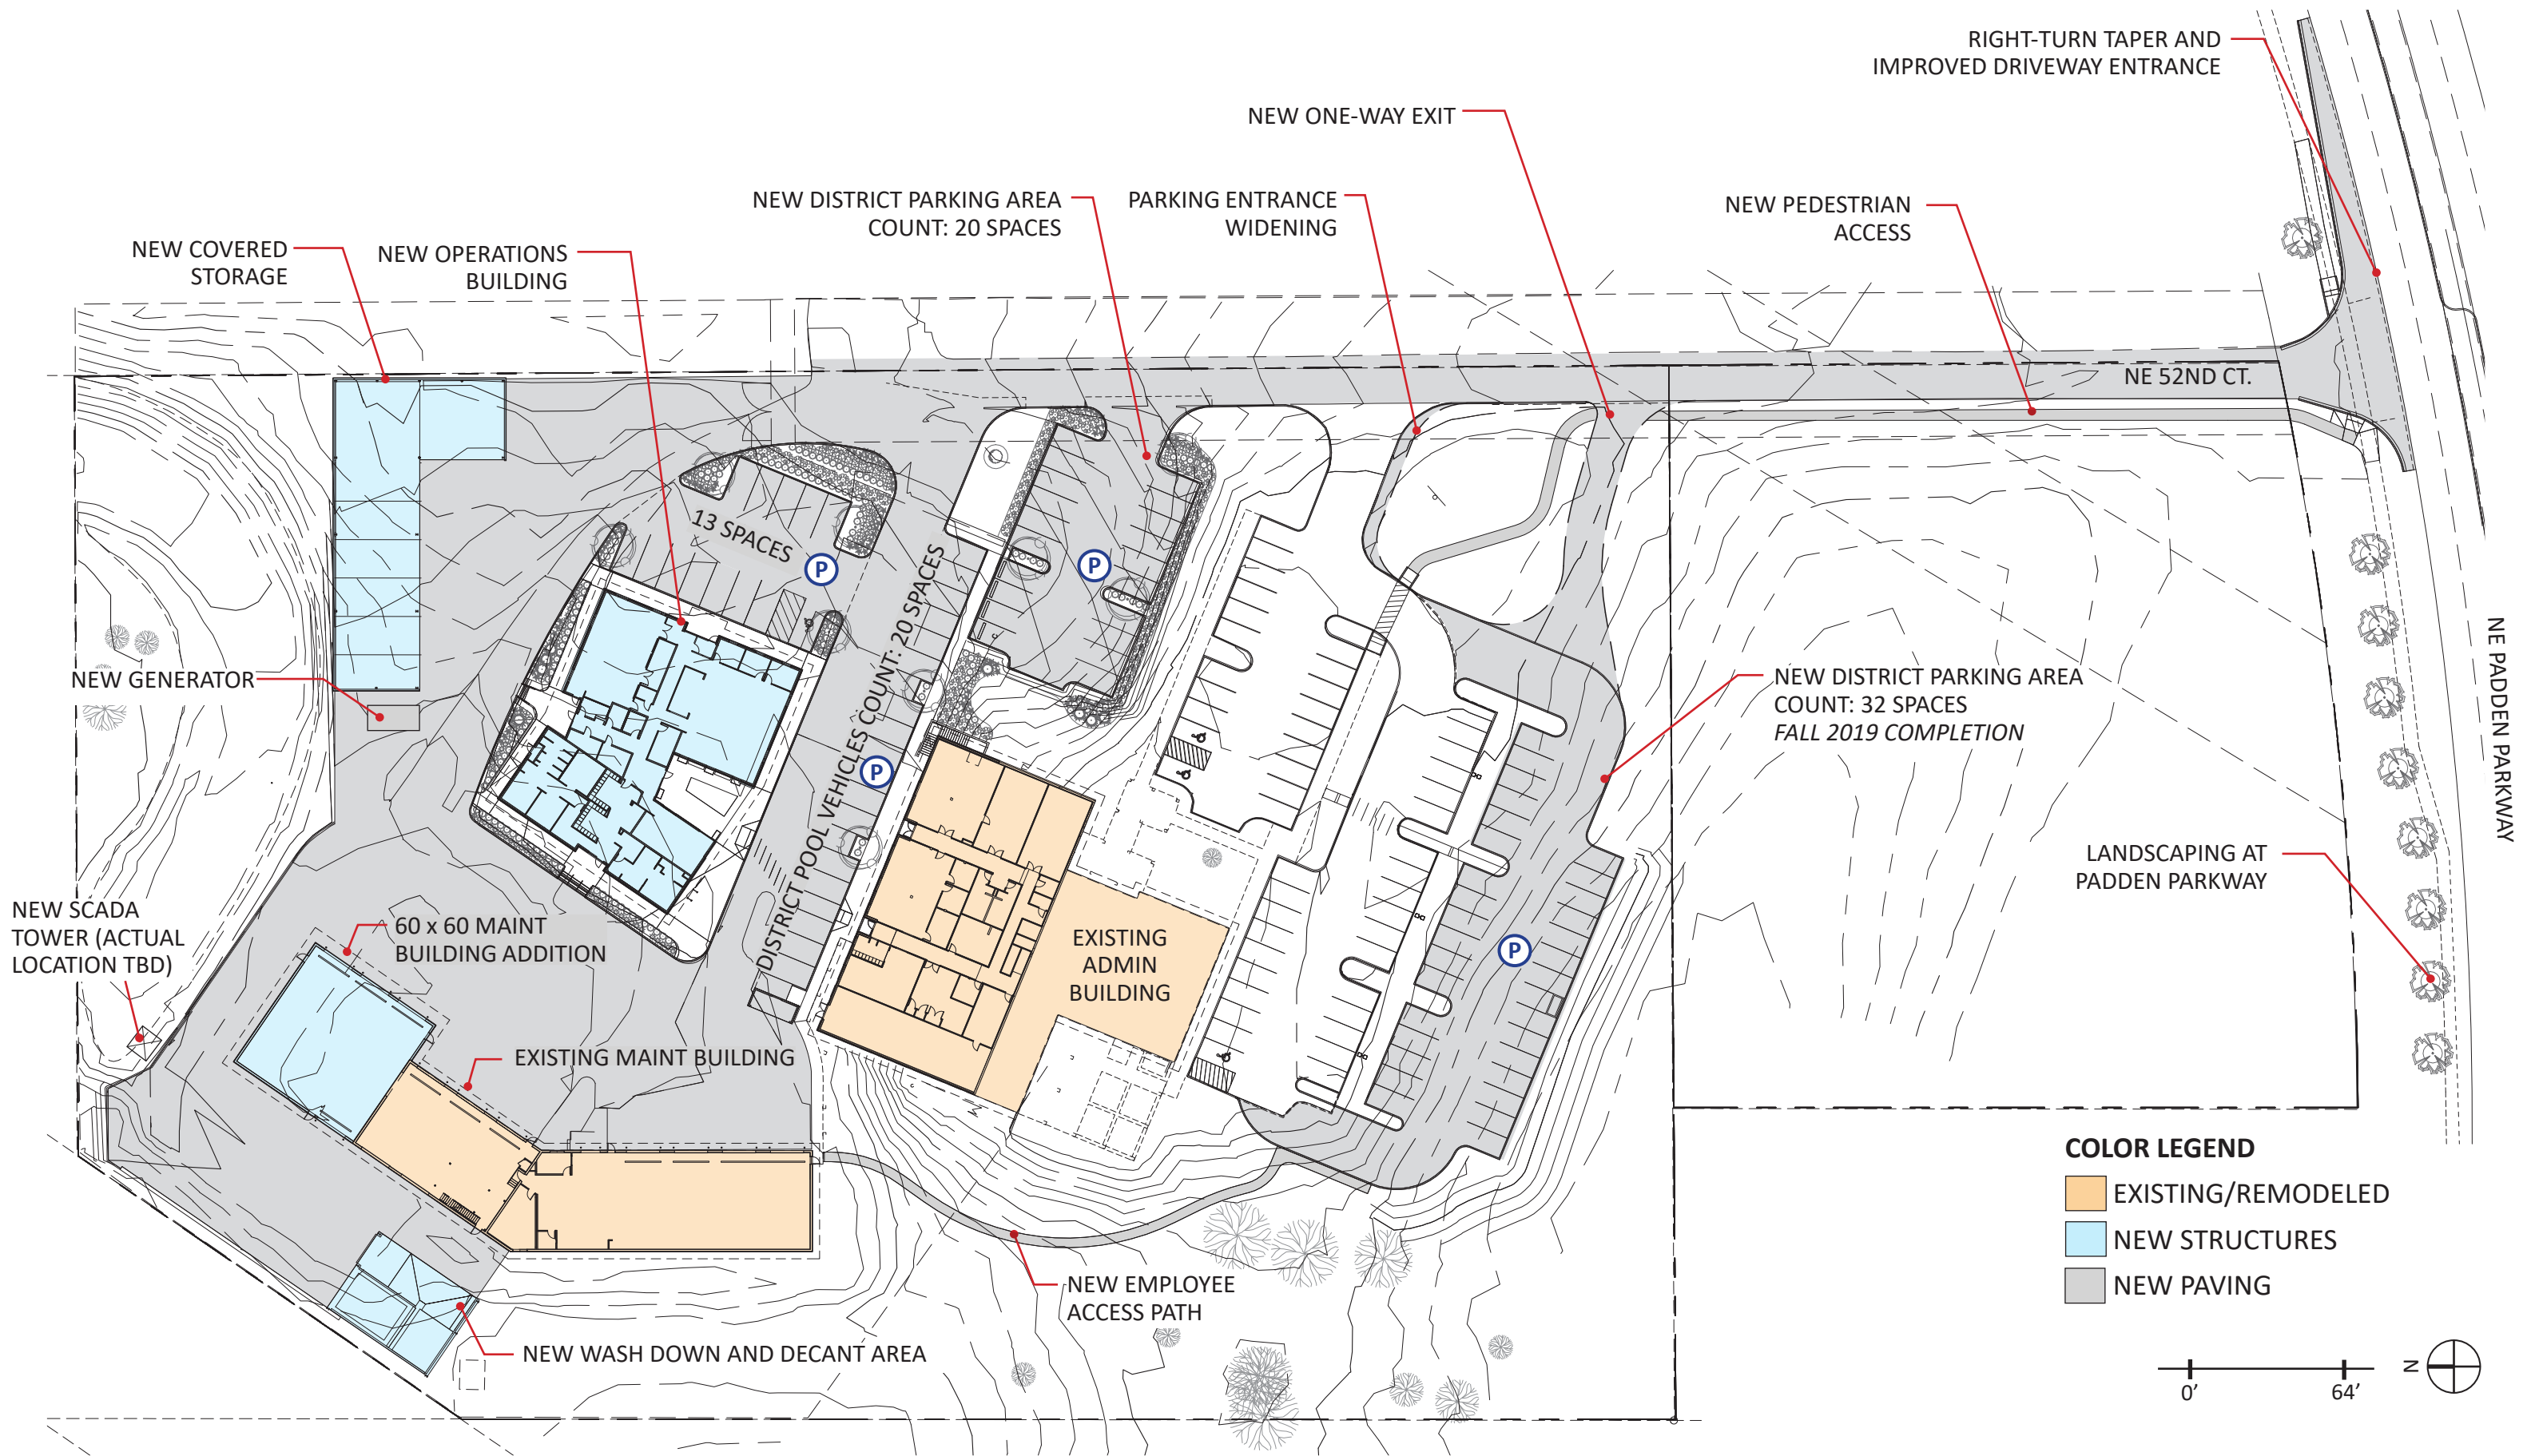 RIGHT-TURN TAPER AND
IMPROVED DRIVEWAY ENTRANCE
NEW ONE-WAY EXIT
NEW DISTRICT PARKING AREA
COUNT: 20 SPACES
PARKING ENTRANCE
WIDENING
NEW PEDESTRIAN
ACCESS
NEW COVERED
STORAGE
NEW OPERATIONS
BUILDING
NE 52ND CT.
13 SPACES
P
P
DISTRICT POOL VEHICLES COUNT: 20 SPACES
P
NEW GENERATOR
NEW DISTRICT PARKING AREA
COUNT: 32 SPACES
FALL 2019 COMPLETION
NE PADDEN PARKWAY
LANDSCAPING AT
PADDEN PARKWAY
NEW SCADA
TOWER (ACTUAL
LOCATION TBD)
60 x 60 MAINT
BUILDING ADDITION
EXISTING
ADMIN
BUILDING
P
EXISTING MAINT BUILDING
NEW EMPLOYEE
ACCESS PATH
NEW WASH DOWN AND DECANT AREA
COLOR LEGEND
EXISTING/REMODELED
NEW STRUCTURES
NEW PAVING
0'
64'
N